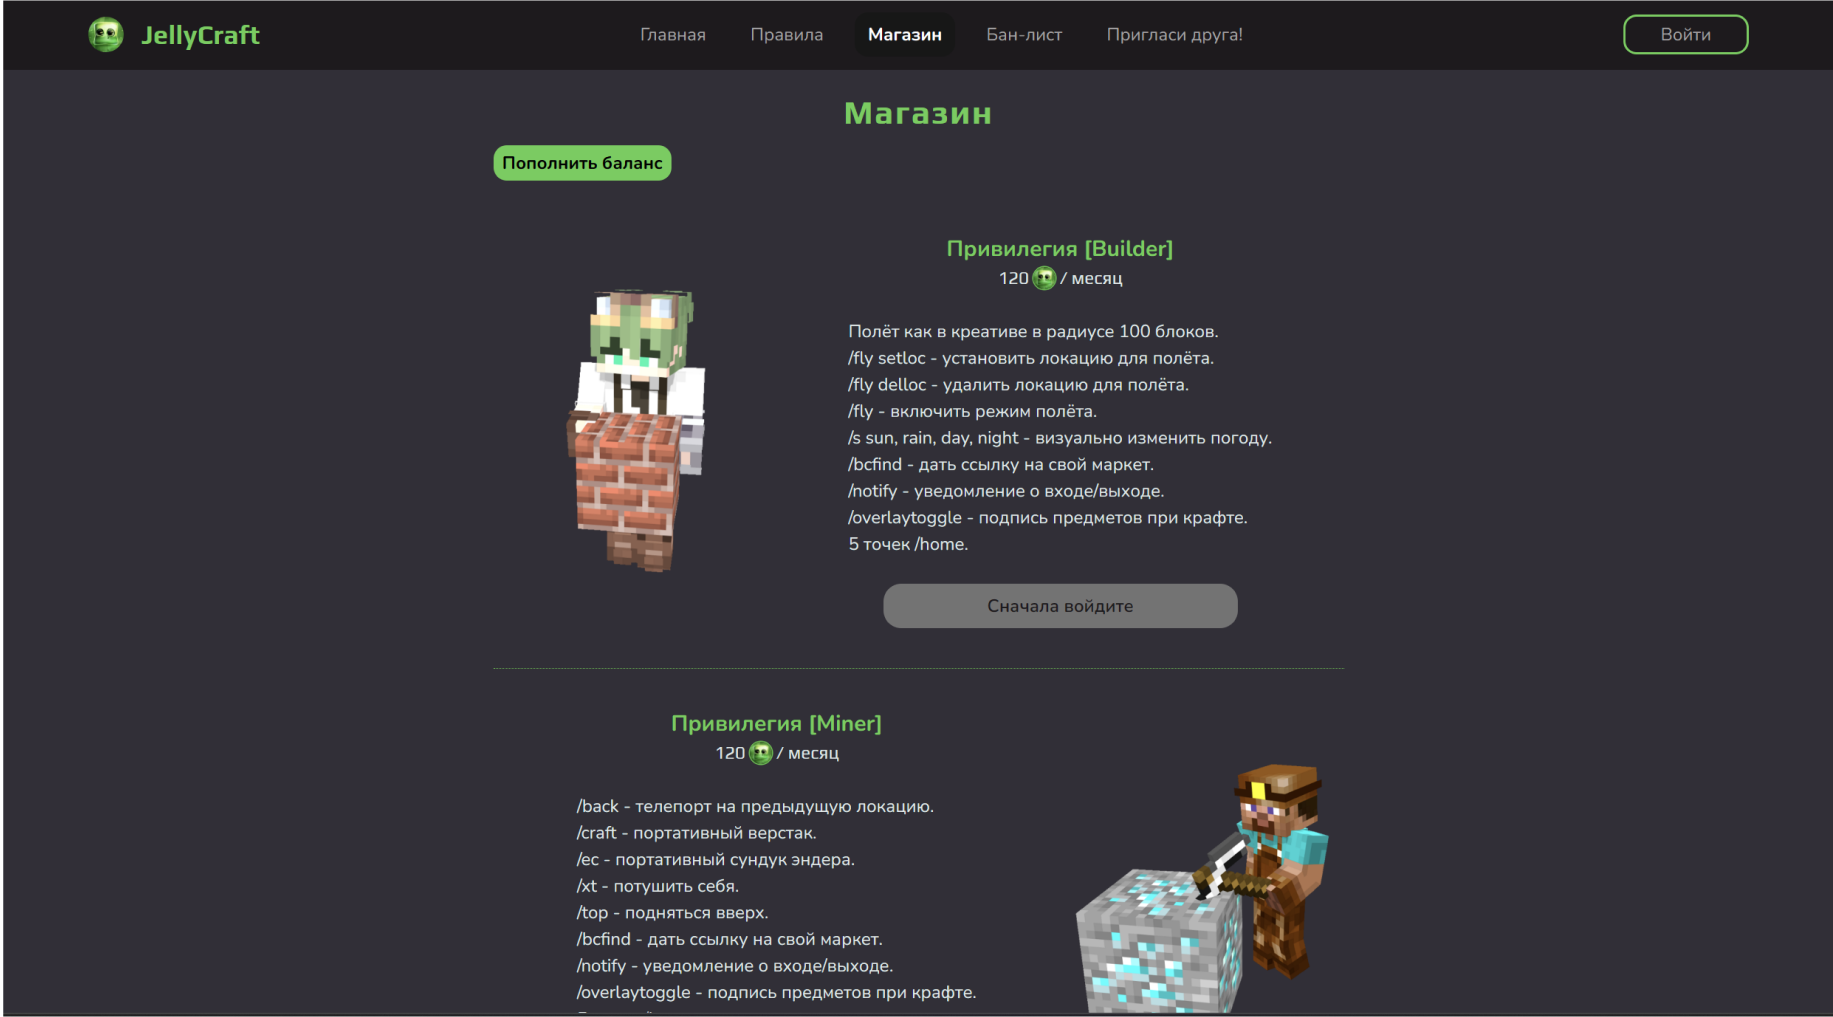 JellyCraft
Главная
Правила
Магазин
Бан-лист
Пригласи друга!
Войти
Магазин
Пополнить баланс
Привилегия [Builder]
120 / месяц
Полёт как в креативе в радиусе 100 блоков.
/fly setloc - установить локацию для полёта.
/fly delloc - удалить локацию для полёта.
/fly - включить режим полёта.
/s sun, rain, day, night - визуально изменить погоду.
/bcfind - дать ссылку на свой маркет.
/notify - уведомление о входе/выходе.
/overlaytoggle - подпись предметов при крафте.
5 точек /home.
Сначала войдите
Привилегия [Miner]
120 / месяц
/back - телепорт на предыдущую локацию.
/craft - портативный верстак.
/ec - портативный сундук эндера.
/xt - потушить себя.
/top - подняться вверх.
/bcfind - дать ссылку на свой маркет.
/notify - уведомление о входе/выходе.
/overlaytoggle - подпись предметов при крафте.